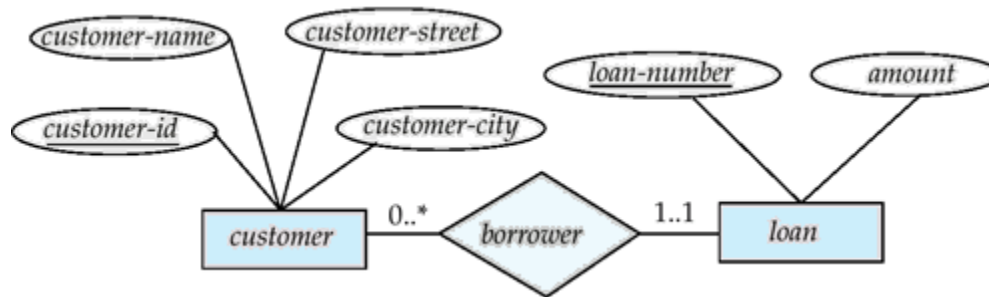 customer-name
customer-street
loan-number
amount
customer-id
customer-city
customer
0..*
borrower
1..1
loan